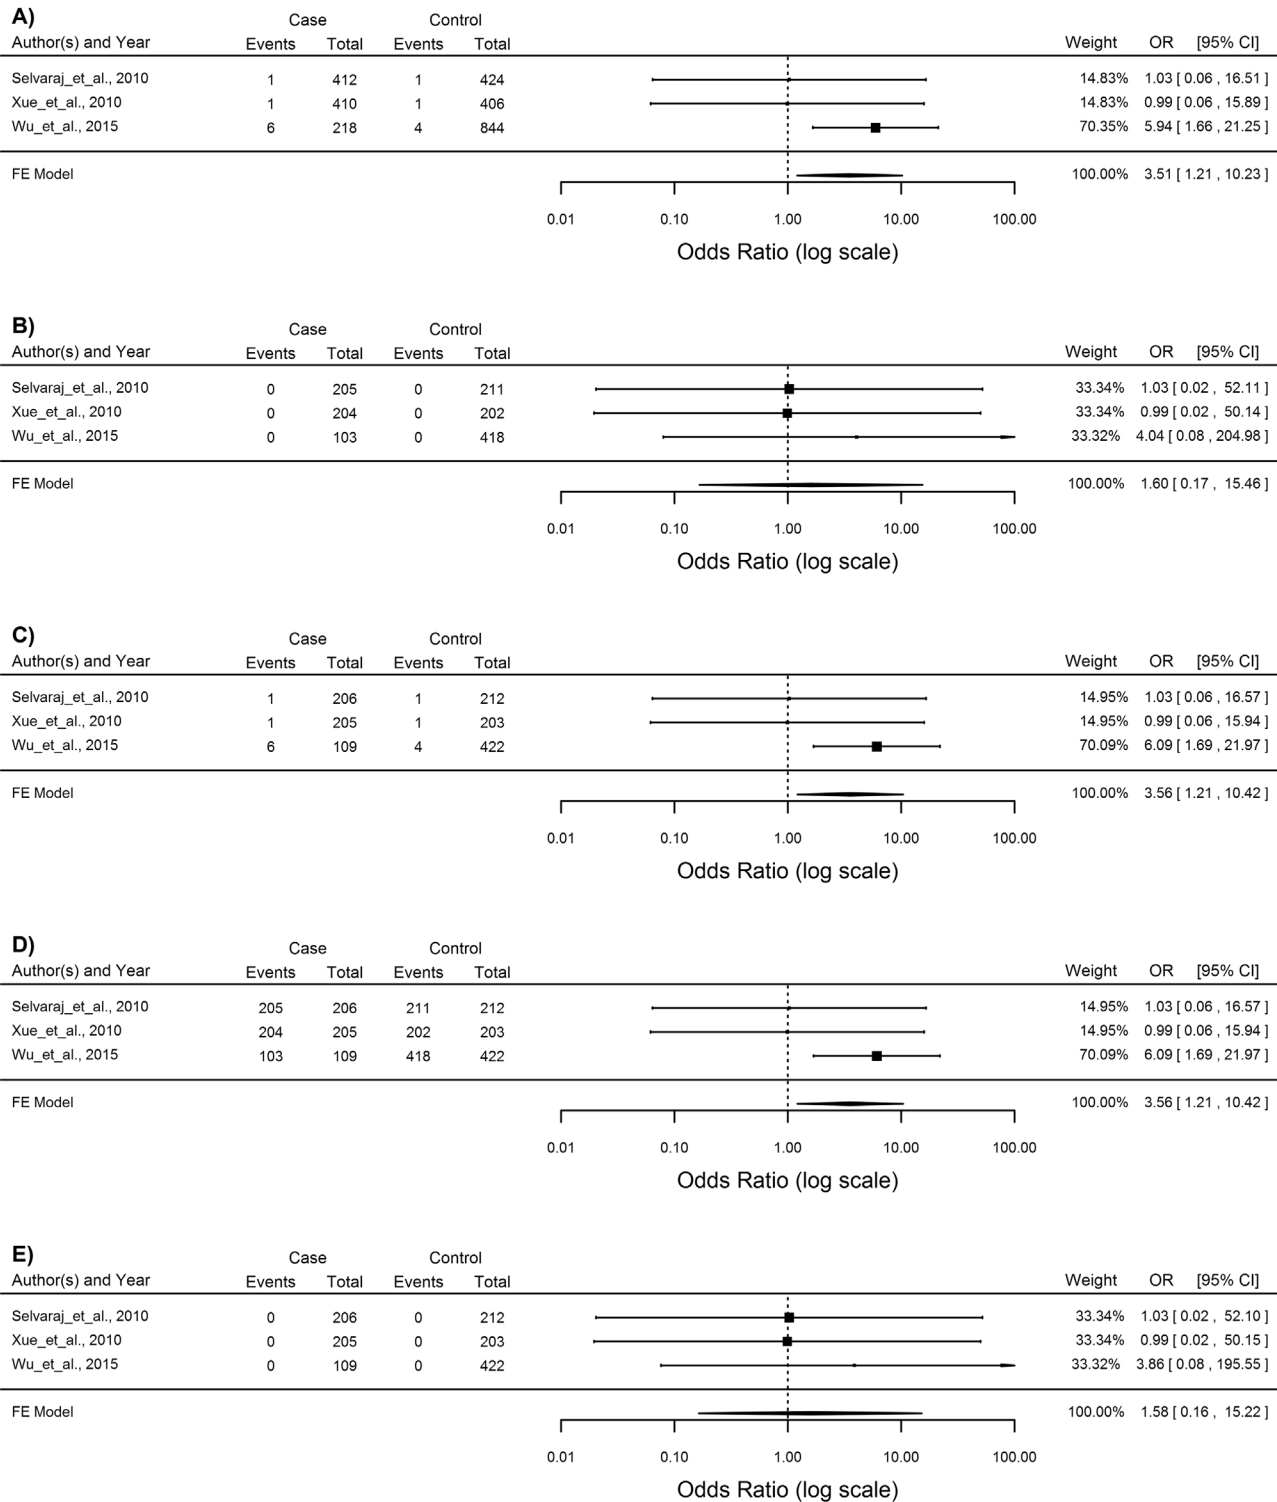 A)
Case Control
Author(s) and Year Events Total Events Total Weight OR [95% CI]
Selvaraj_et_al., 2010 1 412 1 424 14.83% 1.03 [ 0.06 , 16.51 ]
Xue_et_al., 2010 1 410 1 406 14.83% 0.99 [ 0.06 , 15.89 ]
Wu_et_al., 2015 6 218 4 844 70.35% 5.94 [ 1.66 , 21.25 ]
FE Model 100.00% 3.51 [ 1.21 , 10.23 ]
0.01 0.10 1.00 10.00 100.00
Odds Ratio (log scale)
B)
Case Control
Author(s) and Year Events Total Events Total Weight OR [95% CI]
Selvaraj_et_al., 2010 0 205 0 211 33.34% 1.03 [ 0.02 , 52.11 ]
Xue_et_al., 2010 0 204 0 202 33.34% 0.99 [ 0.02 , 50.14 ]
Wu_et_al., 2015 0 103 0 418 33.32% 4.04 [ 0.08 , 204.98 ]
FE Model 100.00% 1.60 [ 0.17 , 15.46 ]
0.01 0.10 1.00 10.00 100.00
Odds Ratio (log scale)
C)
Case Control
Author(s) and Year Events Total Events Total Weight OR [95% CI]
Selvaraj_et_al., 2010 1 206 1 212 14.95% 1.03 [ 0.06 , 16.57 ]
Xue_et_al., 2010 1 205 1 203 14.95% 0.99 [ 0.06 , 15.94 ]
Wu_et_al., 2015 6 109 4 422 70.09% 6.09 [ 1.69 , 21.97 ]
FE Model 100.00% 3.56 [ 1.21 , 10.42 ]
0.01 0.10 1.00 10.00 100.00
Odds Ratio (log scale)
D)
Case Control
Author(s) and Year Events Total Events Total Weight OR [95% CI]
Selvaraj_et_al., 2010 205 206 211 212 14.95% 1.03 [ 0.06 , 16.57 ]
Xue_et_al., 2010 204 205 202 203 14.95% 0.99 [ 0.06 , 15.94 ]
Wu_et_al., 2015 103 109 418 422 70.09% 6.09 [ 1.69 , 21.97 ]
FE Model 100.00% 3.56 [ 1.21 , 10.42 ]
0.01 0.10 1.00 10.00 100.00
Odds Ratio (log scale)
E)
Case Control
Author(s) and Year Events Total Events Total Weight OR [95% CI]
Selvaraj_et_al., 2010 0 206 0 212 33.34% 1.03 [ 0.02 , 52.10 ]
Xue_et_al., 2010 0 205 0 203 33.34% 0.99 [ 0.02 , 50.15 ]
Wu_et_al., 2015 0 109 0 422 33.32% 3.86 [ 0.08 , 195.55 ]
FE Model 100.00% 1.58 [ 0.16 , 15.22 ]
0.01 0.10 1.00 10.00 100.00
Odds Ratio (log scale)